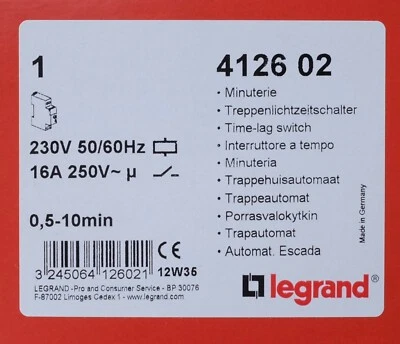 1
4126 02
230V 50/60Hz
16A 250V~ µ
0,5-10min
• Minuterie
• Treppenlichtzeitschalter
• Time-lag switch
• Interruttore a tempo
• Minuteria
• Trappehuisautomaat
• Trappeautomat
• Porrasvalokytkin
• Trapautomat
• Automat. Escada
Made in Germany
CE
3 245064 126021
12W35
LEGRAND -Pro and Consumer Service - BP 30076
F-87002 Limoges Cedex 1 - www.legrand.com
legrand®